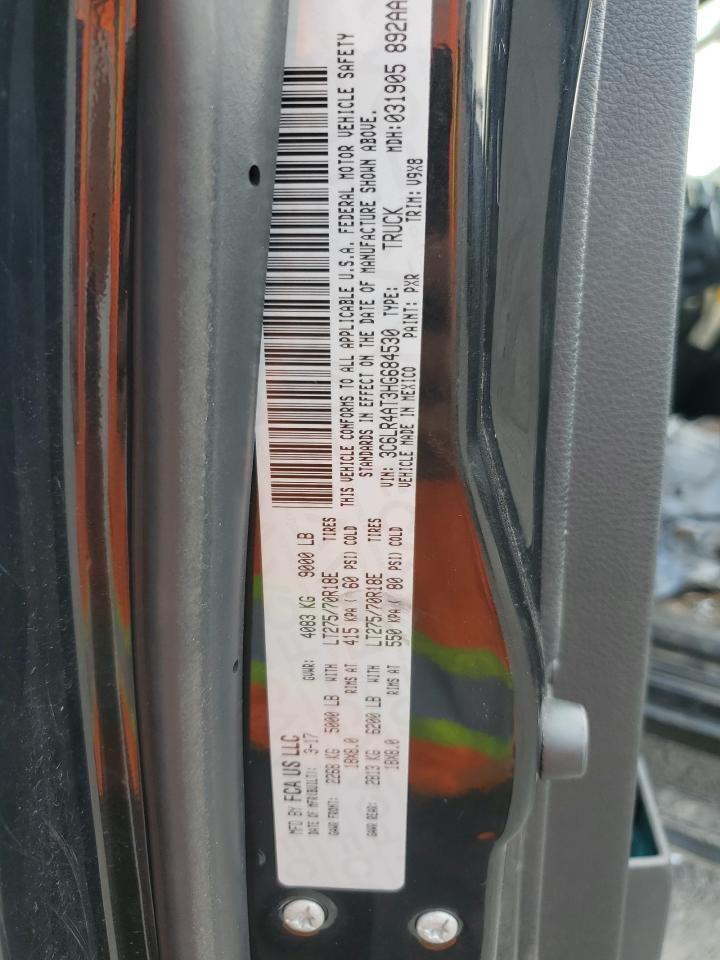 MFD BY FCA US LLC
DATE OF MFR(BUILT): 3-17
GVWR: 4083 KG 9000 LB
GAWR FRONT: 2268 KG 5000 LB WITH LT275/70R18E TIRES
18X8.0 RIMS AT 415 KPA( 60 PSI) COLD
GAWR REAR: 2813 KG 6200 LB WITH LT275/70R18E TIRES
18X8.0 RIMS AT 550 KPA( 80 PSI) COLD
THIS VEHICLE CONFORMS TO ALL APPLICABLE U.S.A. FEDERAL MOTOR VEHICLE SAFETY
STANDARDS IN EFFECT ON THE DATE OF MANUFACTURE SHOWN ABOVE.
VIN: 3C6LR4AT3HG684530 TYPE: TRUCK MDH:031905 892AA
VEHICLE MADE IN MEXICO PAINT: PXR TRIM: V9X8